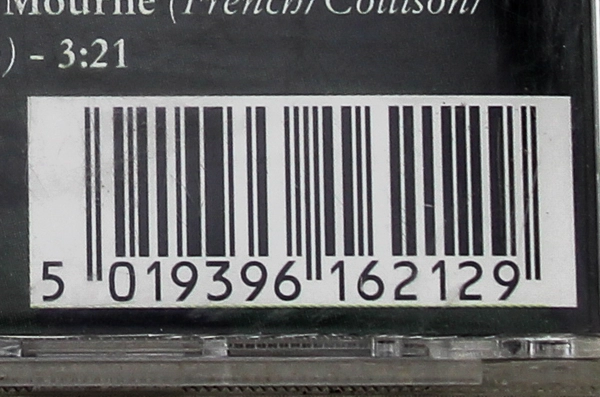 Mourne (French/Collison/
) - 3:21
5 019396 162129